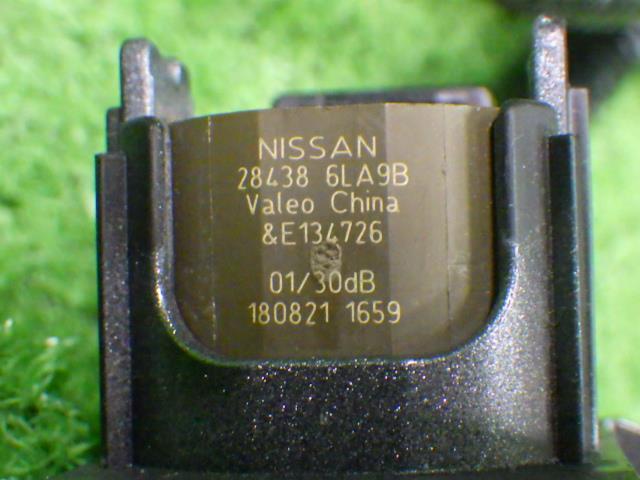 NISSAN
28438 6LA9B
Valeo China
&E134726
01/30dB
180821 1659